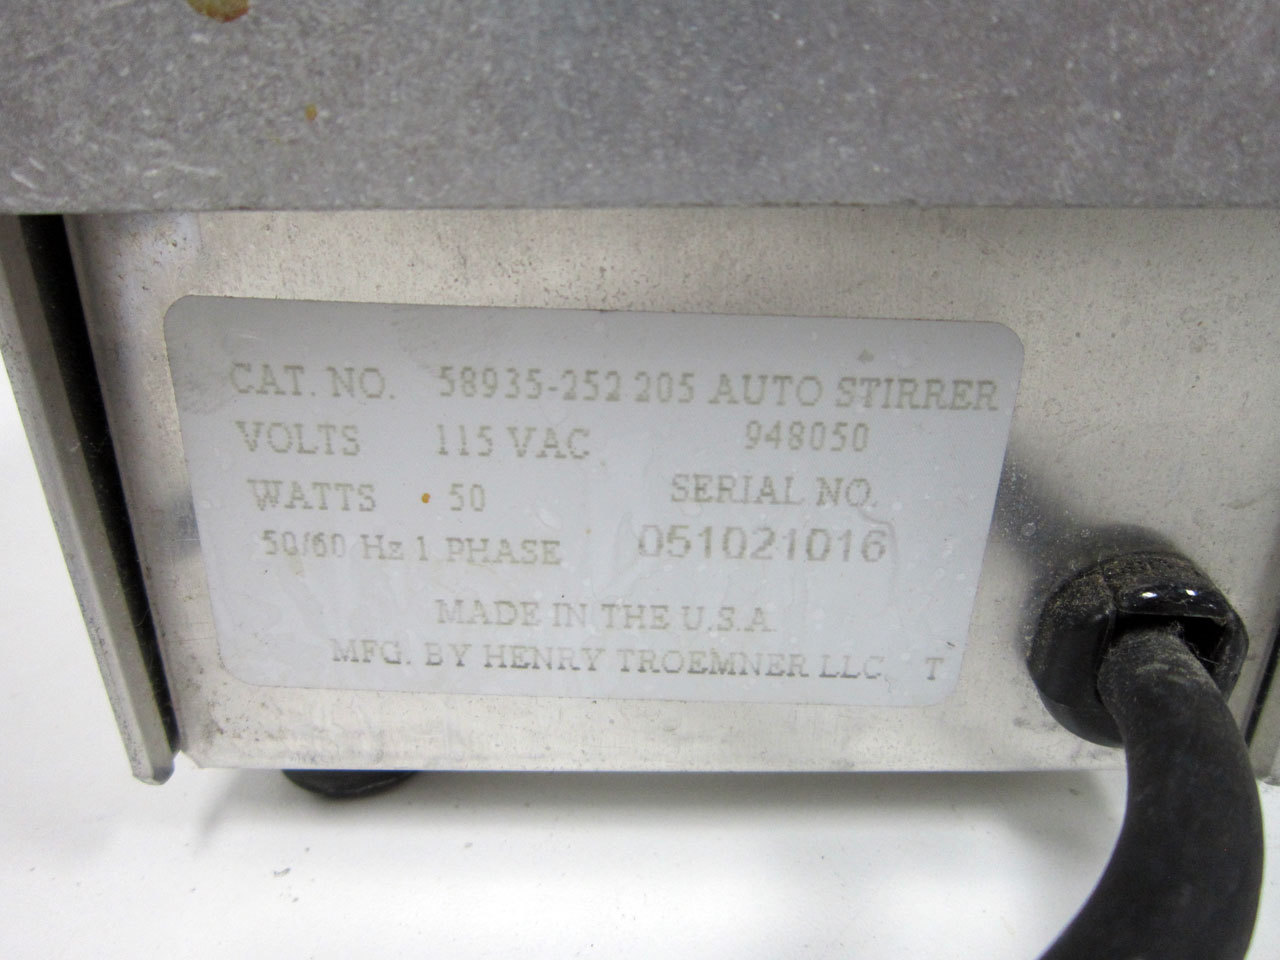 CAT. NO. 58935-252 205 AUTO STIRRER
VOLTS 115 VAC 948050
WATTS 50 SERIAL NO.
50/60 Hz 1 PHASE 051021016
MADE IN THE U.S.A.
MFG. BY HENRY TROEMNER LLC T